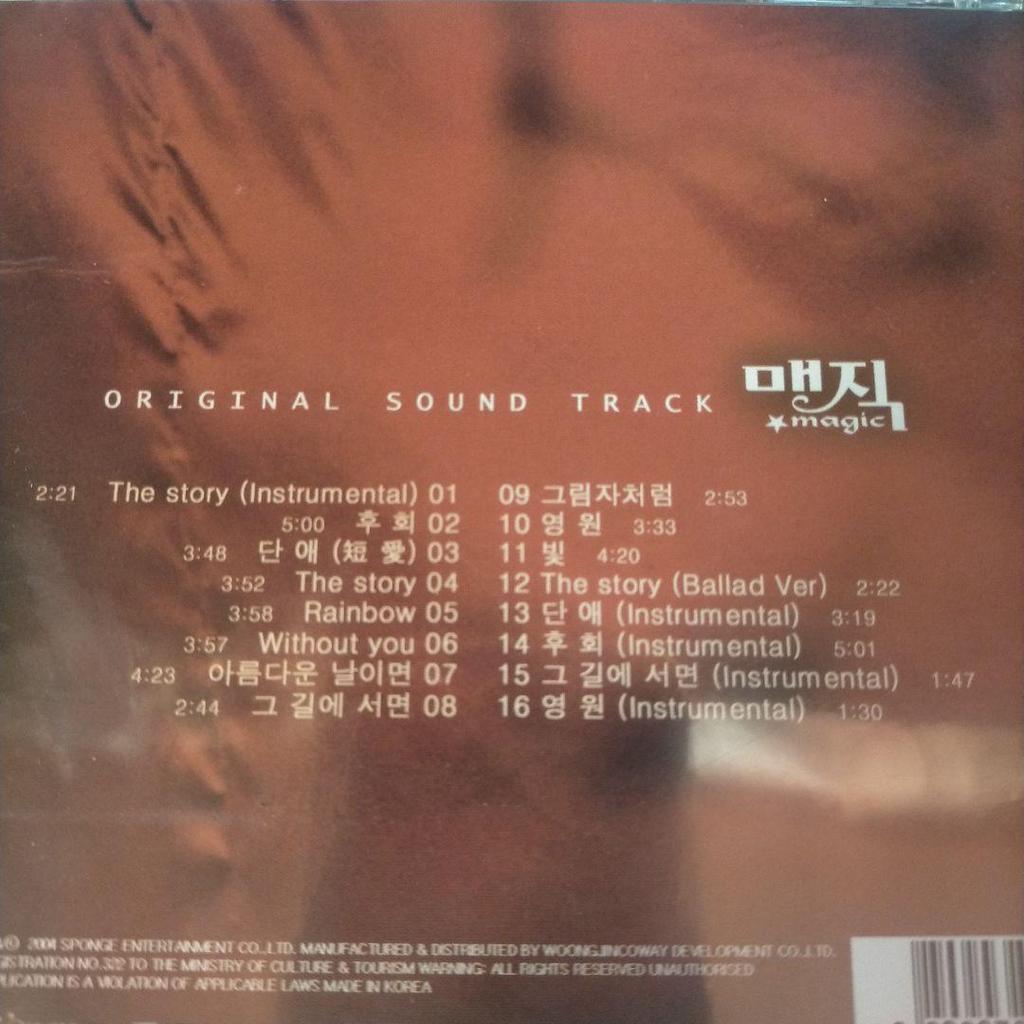 ORIGINAL SOUND TRACK
맺직
magic
2:21 The story (Instrumental) 01
5:00 후 회 02
3:48 단 애 (短 愛) 03
3:52 The story 04
3:58 Rainbow 05
3:57 Without you 06
4:23 아름다운 날이면 07
2:44 그 길에 서면 08
09 그림자처럼 2:53
10 영 원 3:33
11 빛 4:20
12 The story (Ballad Ver) 2:22
13 단 애 (Instrumental) 3:19
14 후 회 (Instrumental) 5:01
15 그 길에 서면 (Instrumental) 1:47
16 영 원 (Instrumental) 1:30
℗ 2004 SPONGE ENTERTAINMENT CO.,LTD. MANUFACTURED & DISTRIBUTED BY WOONGJINCOWAY DEVELOPMENT CO.,LTD.
NO.322 TO THE MINISTRY OF CULTURE & TOURISM WARNING: ALL RIGHTS RESERVED UNAUTHORISED
IS A VIOLATION OF APPLICABLE LAWS MADE IN KOREA